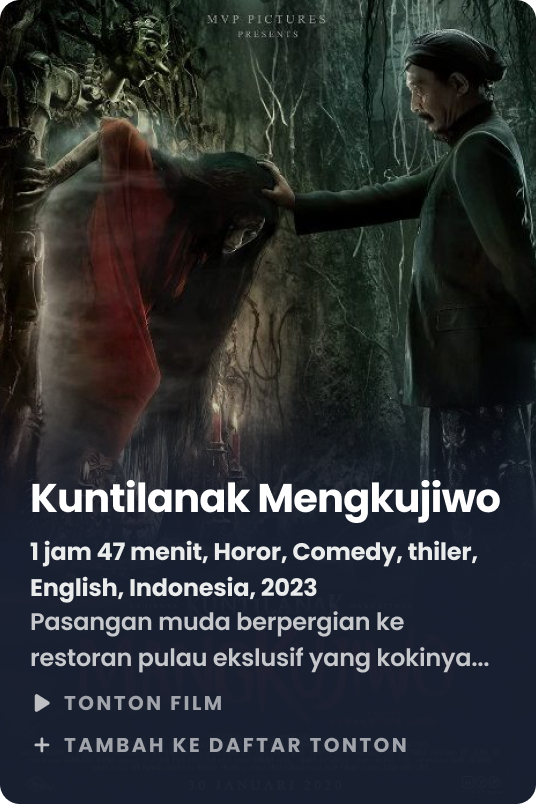 MVP PICTURES
PRESENTS
Kuntilanak Mengkujiwo
1 jam 47 menit, Horor, Comedy, thiler,
English, Indonesia, 2023
Pasangan muda berpergian ke
restoran pulau ekslusif yang kokinya...
TONTON FILM
+ TAMBAH KE DAFTAR TONTON